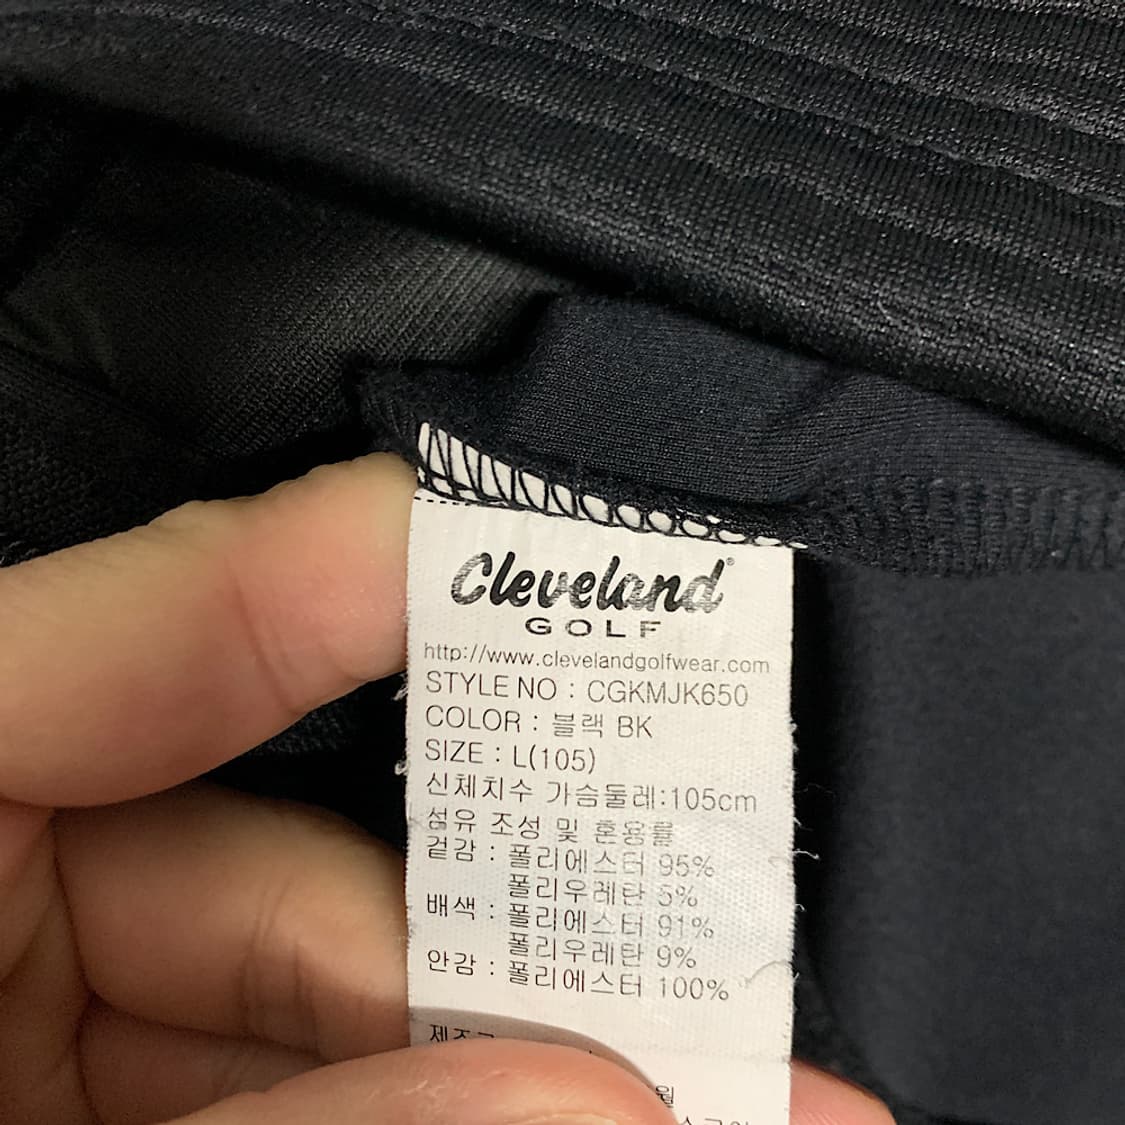 Cleveland®
GOLF
http://www.clevelandgolfwear.com
STYLE NO : CGKMJK650
COLOR : 블랙 BK
SIZE : L(105)
신체치수 가슴둘레:105cm
섬유 조성 및 혼용률
겉감 : 폴리에스터 95%
폴리우레탄 5%
배색 : 폴리에스터 91%
폴리우레탄 9%
안감 : 폴리에스터 100%
월